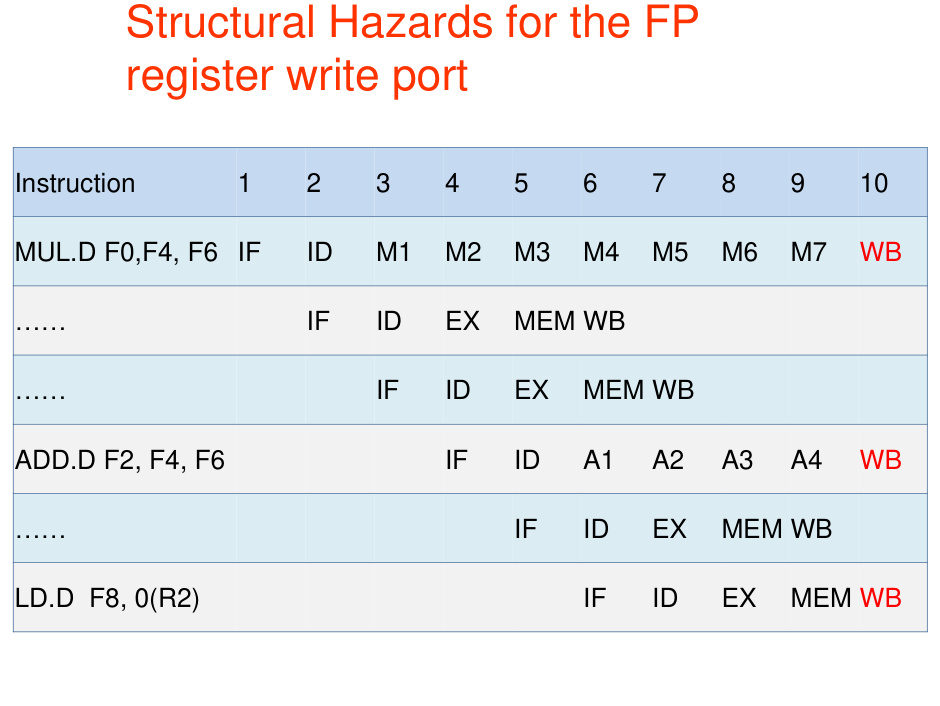 Structural Hazards for the FP
register write port
Instruction 1 2 3 4 5 6 7 8 9 10
MUL.D F0,F4, F6 IF ID M1 M2 M3 M4 M5 M6 M7 WB
…… IF ID EX MEM WB
…… IF ID EX MEM WB
ADD.D F2, F4, F6 IF ID A1 A2 A3 A4 WB
…… IF ID EX MEM WB
LD.D F8, 0(R2) IF ID EX MEM WB